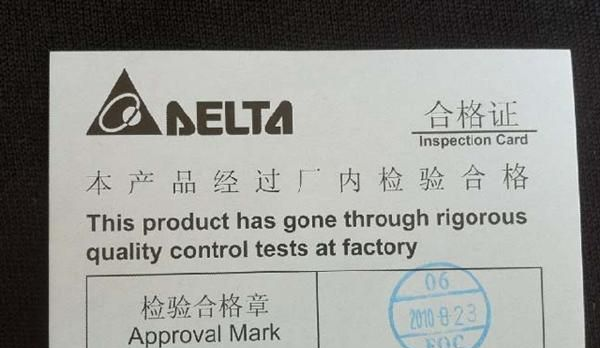 DELTA
合格证
Inspection Card
本产品经过厂内检验合格
This product has gone through rigorous
quality control tests at factory
检验合格章
Approval Mark
06
2010-8-23